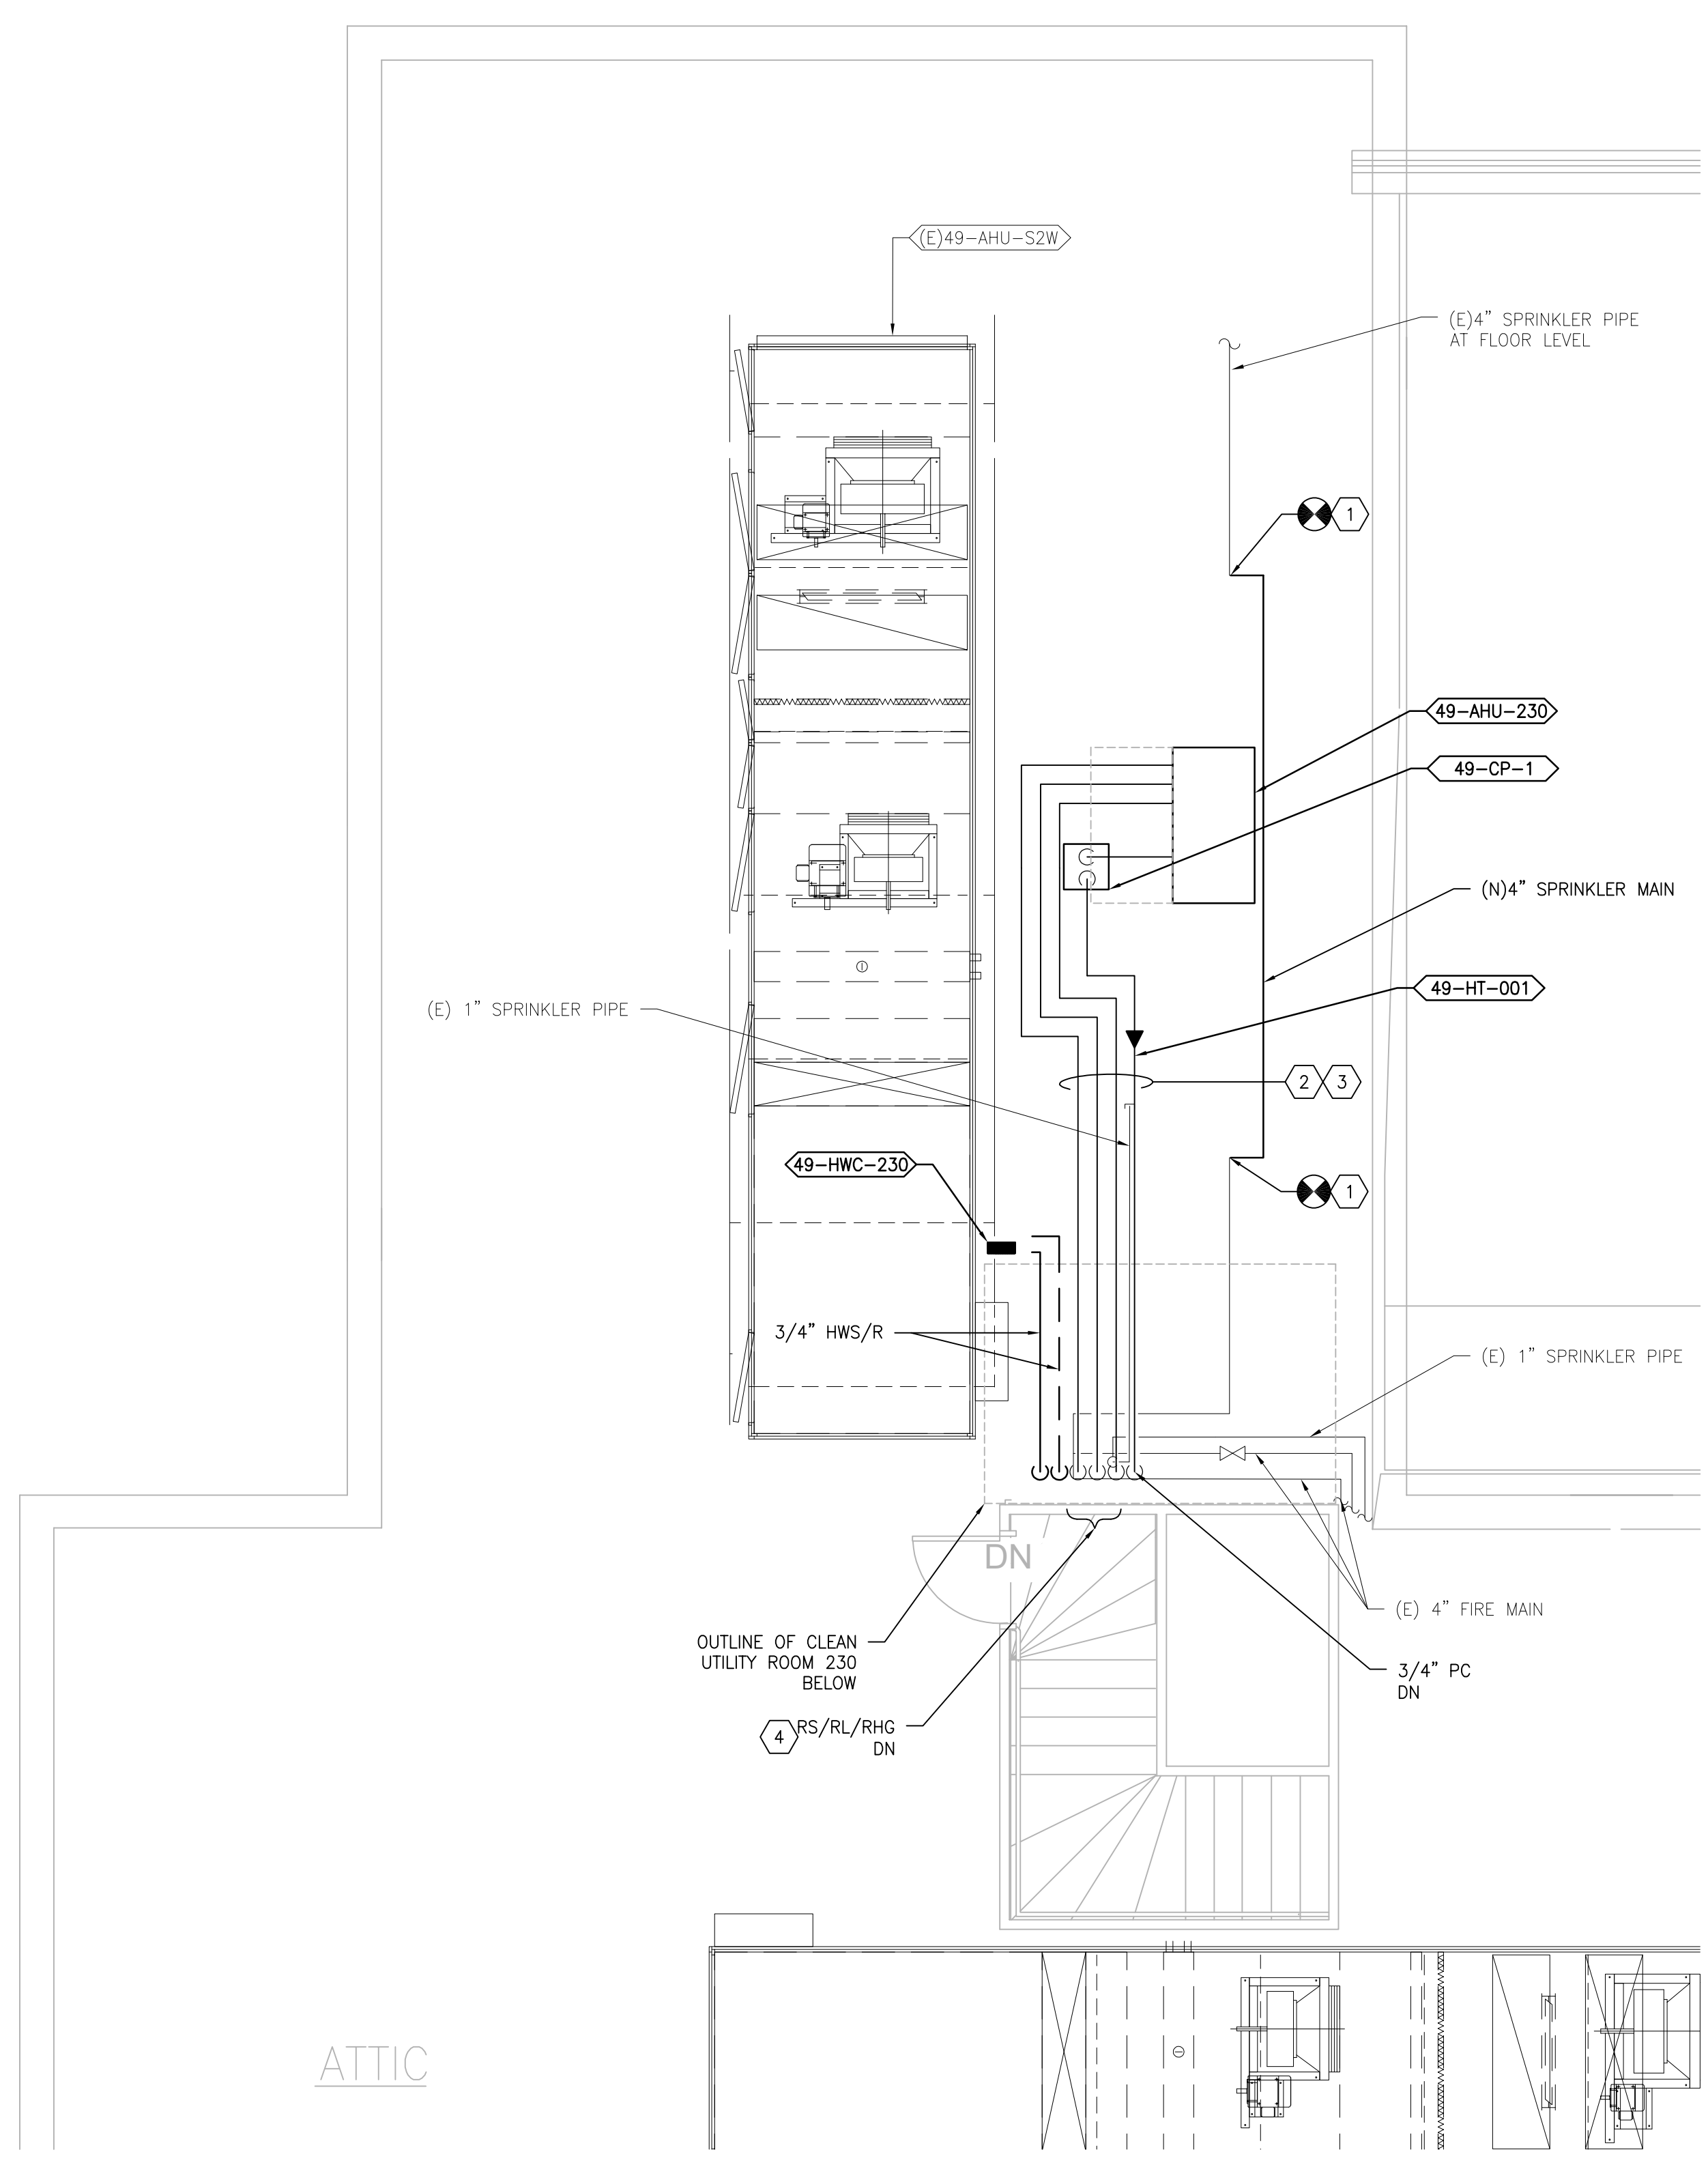 (E)49-AHU-S2W
(E)4" SPRINKLER PIPE
AT FLOOR LEVEL
1
49-AHU-230
49-CP-1
(N)4" SPRINKLER MAIN
49-HT-001
(E) 1" SPRINKLER PIPE
2
3
49-HWC-230
1
3/4" HWS/R
(E) 1" SPRINKLER PIPE
DN
(E) 4" FIRE MAIN
OUTLINE OF CLEAN
UTILITY ROOM 230
BELOW
3/4" PC
DN
4
RS/RL/RHG
DN
ATTIC